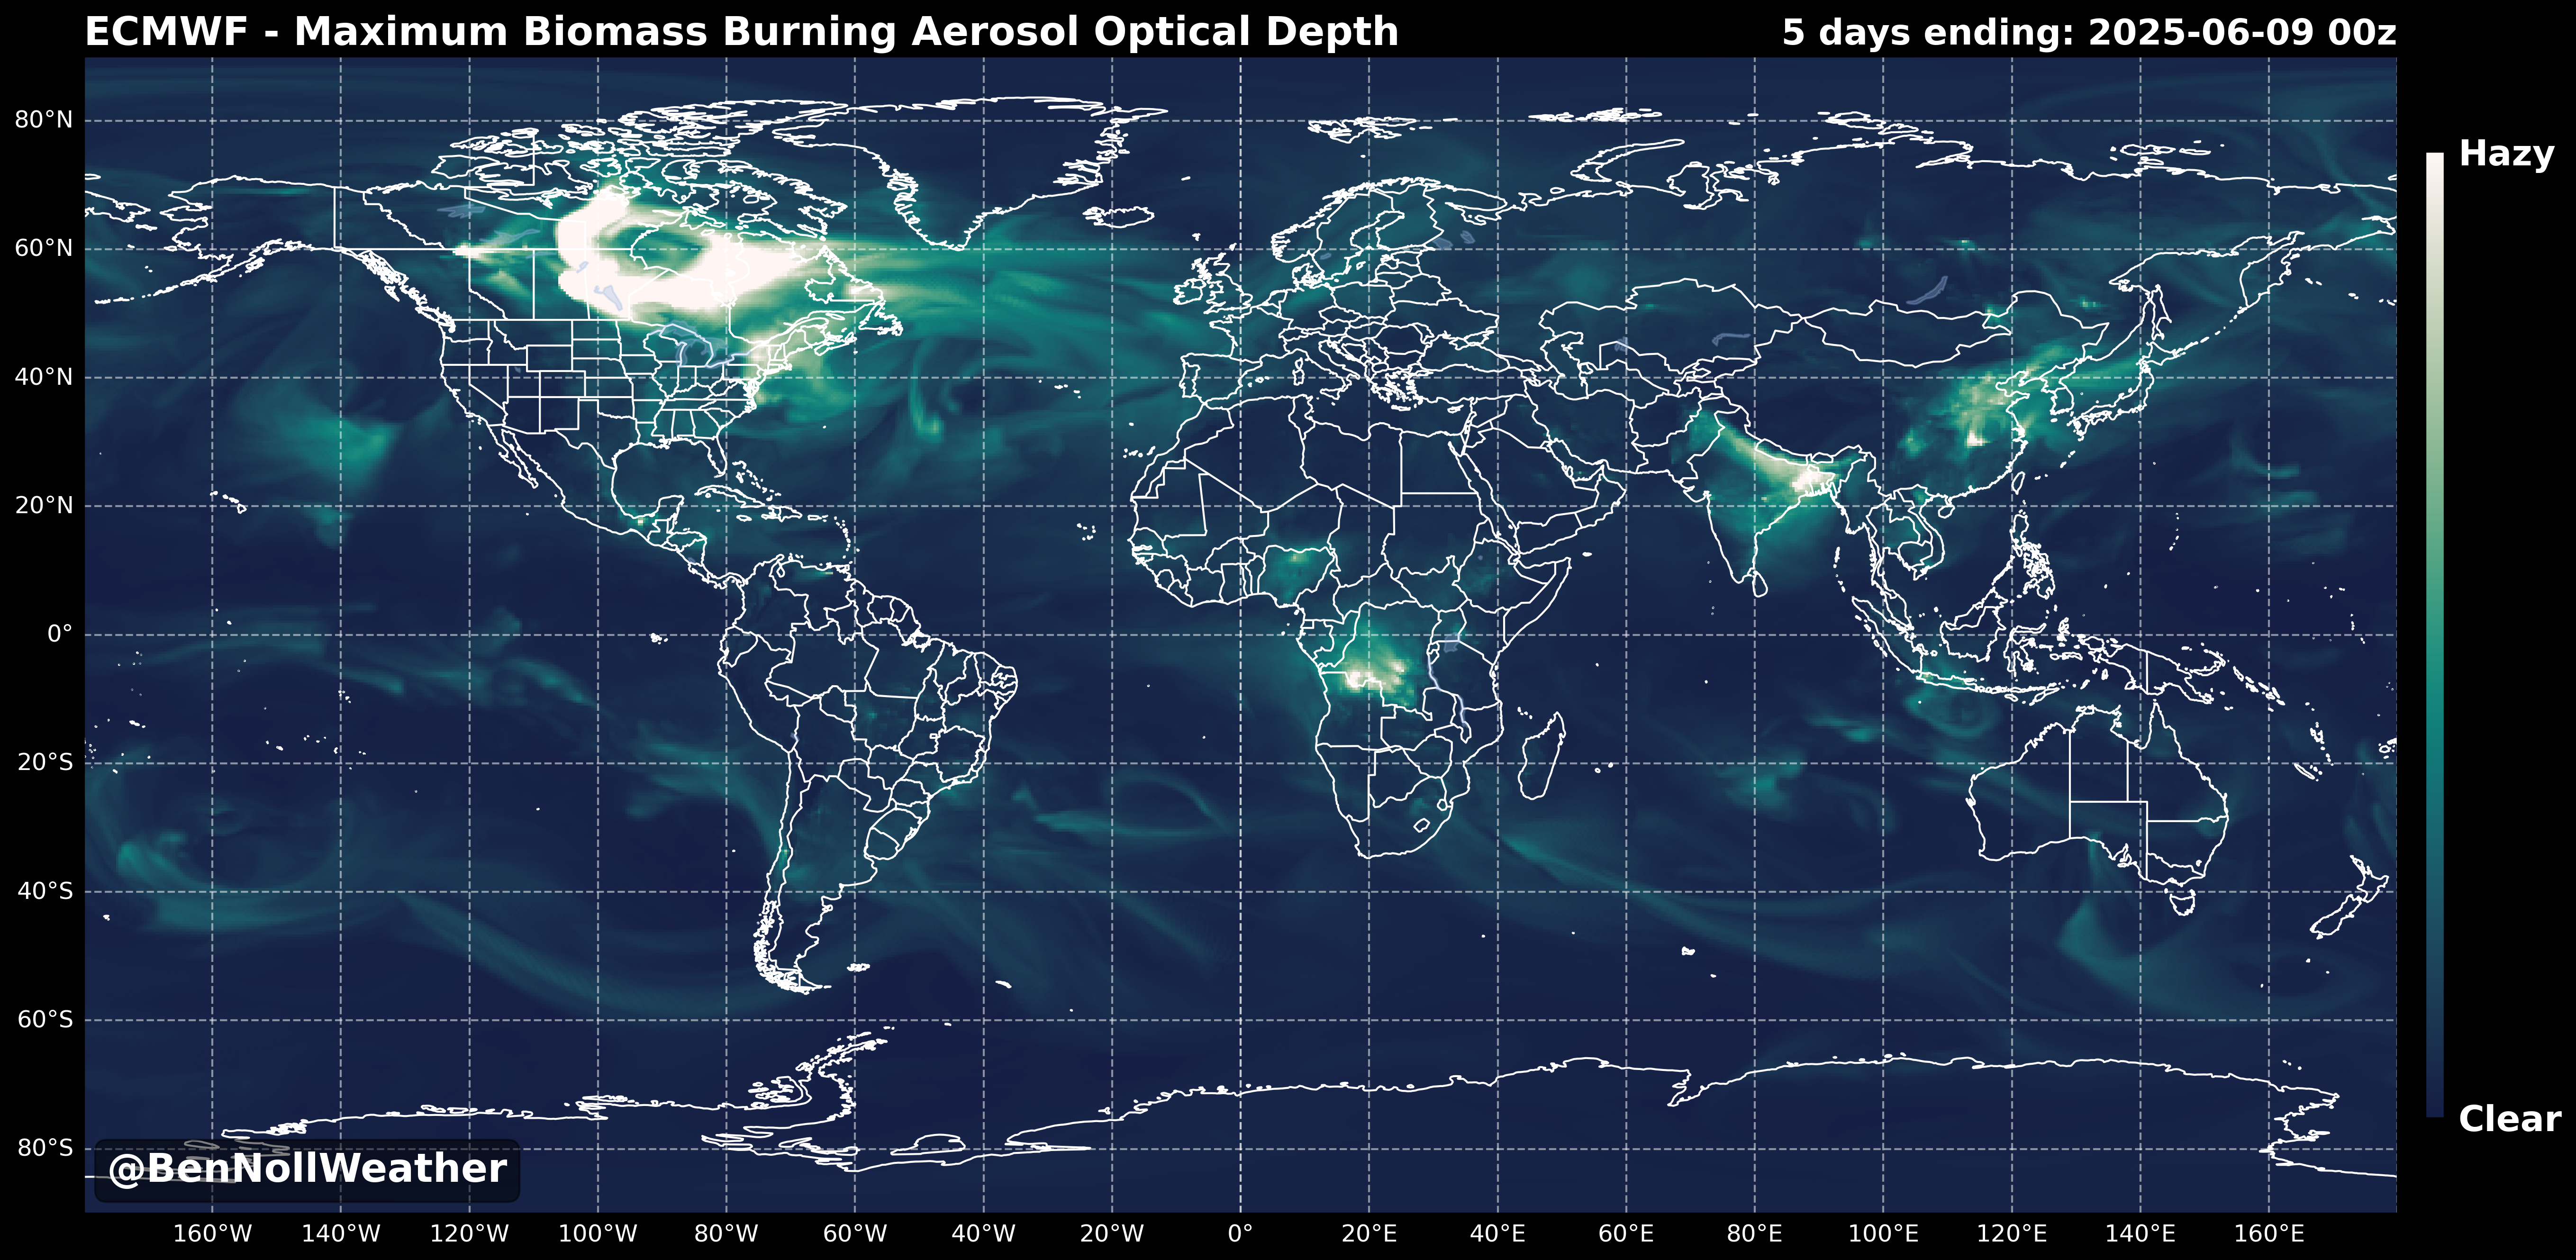 ECMWF - Maximum Biomass Burning Aerosol Optical Depth
5 days ending: 2025-06-09 00z
Hazy
80°N
60°N
40°N
20°N
0°
20°S
40°S
60°S
80°S
Clear
@BenNollWeather
160°W 140°W 120°W 100°W 80°W 60°W 40°W 20°W 0° 20°E 40°E 60°E 80°E 100°E 120°E 140°E 160°E